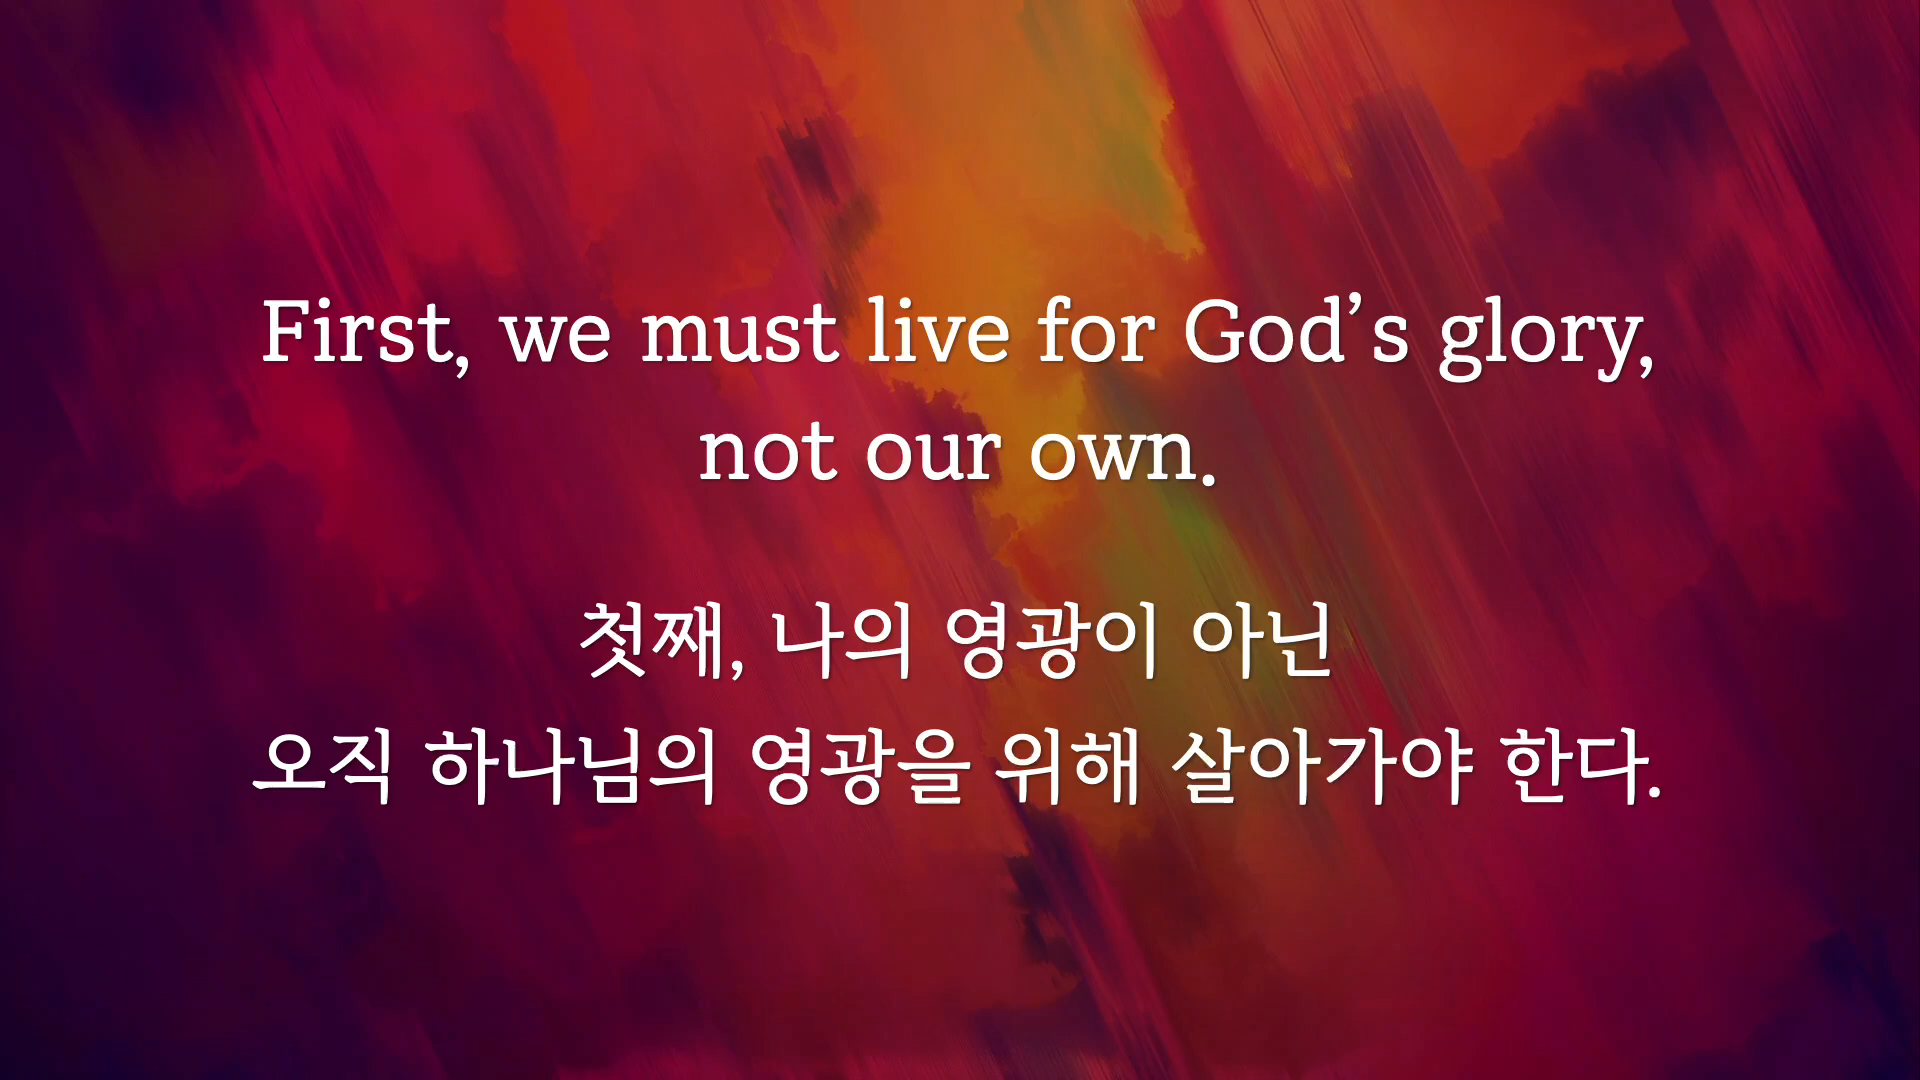 First, we must live for God’s glory,
not our own.
첫째, 나의 영광이 아닌
오직 하나님의 영광을 위해 살아가야 한다.